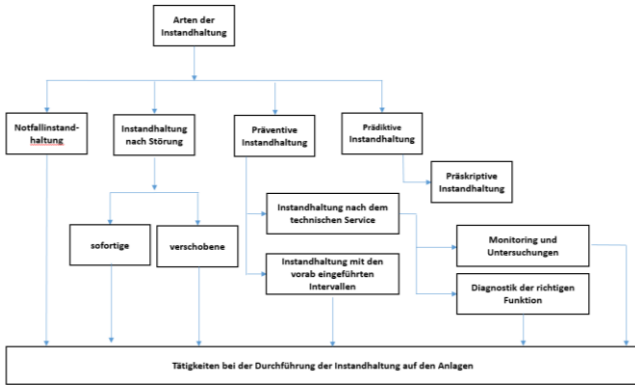 Arten der
Instandhaltung
Notfallinstand-
haltung
Instandhaltung
nach Störung
Präventive
Instandhaltung
Prädiktive
Instandhaltung
Präskriptive
Instandhaltung
Instandhaltung nach dem
technischen Service
sofortige
verschobene
Monitoring und
Untersuchungen
Instandhaltung mit den
vorab eingeführten
Intervallen
Diagnostik der richtigen
Funktion
Tätigkeiten bei der Durchführung der Instandhaltung auf den Anlagen